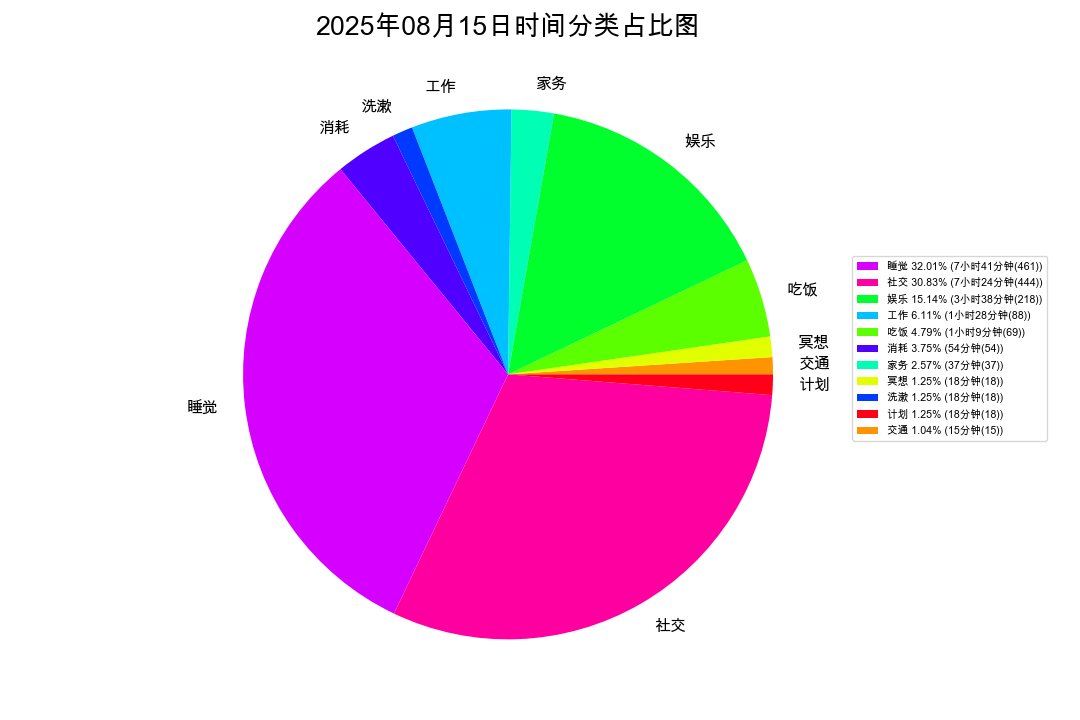 2025年08月15日时间分类占比图
家务
工作
洗漱
消耗
娱乐
吃饭
冥想
交通
计划
睡觉
社交
睡觉 32.01% (7小时41分钟(461))
社交 30.83% (7小时24分钟(444))
娱乐 15.14% (3小时38分钟(218))
工作 6.11% (1小时28分钟(88))
吃饭 4.79% (1小时9分钟(69))
消耗 3.75% (54分钟(54))
家务 2.57% (37分钟(37))
冥想 1.25% (18分钟(18))
洗漱 1.25% (18分钟(18))
计划 1.25% (18分钟(18))
交通 1.04% (15分钟(15))